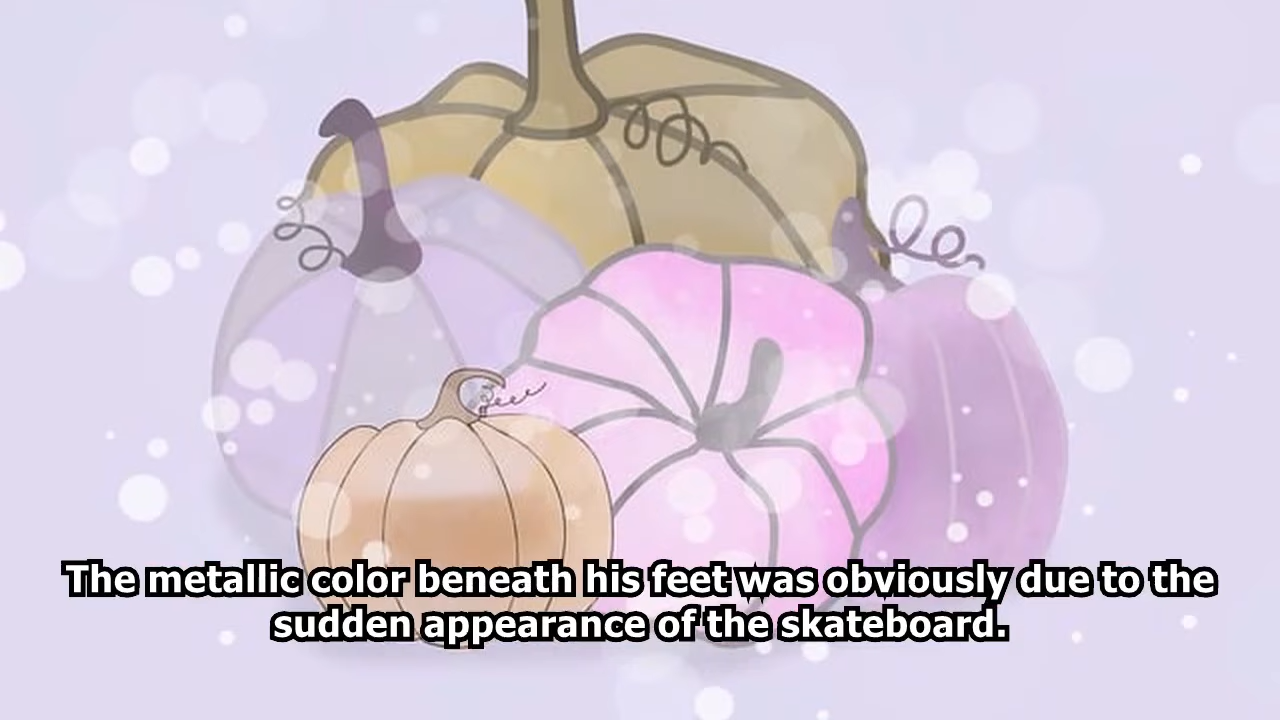 The metallic color beneath his feet was obviously due to the
sudden appearance of the skateboard.